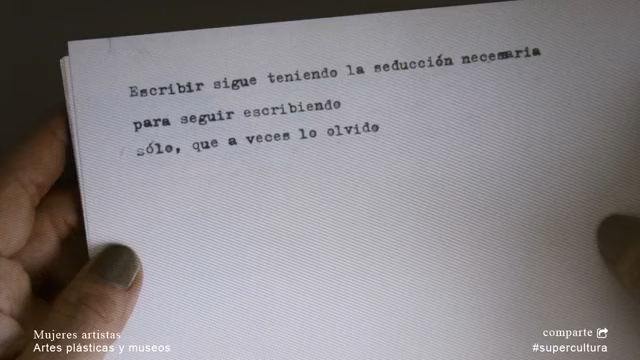 Escribir sigue teniendo la seducción necesaria
para seguir escribiendo
sólo, que a veces lo olvido
Mujeres artistas
Artes plásticas y museos
comparte
#supercultura